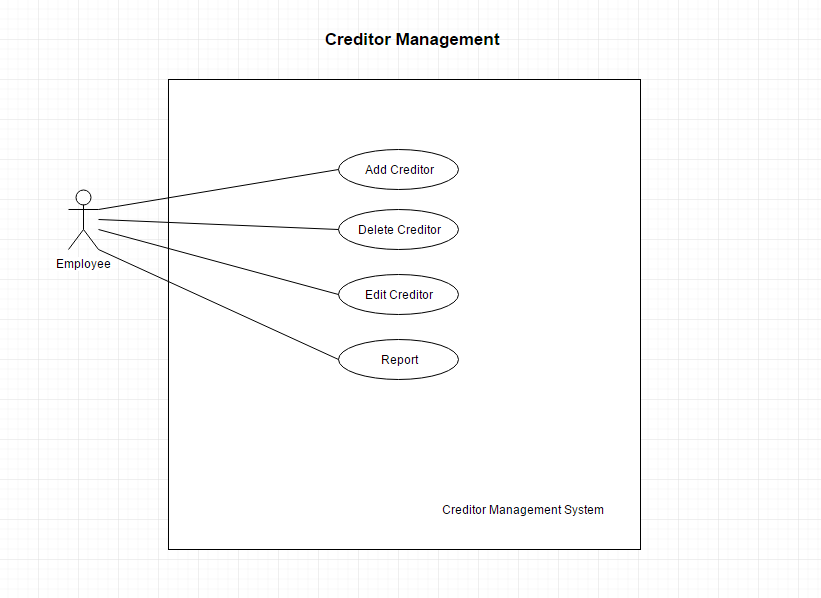 Creditor Management
Add Creditor
Delete Creditor
Employee
Edit Creditor
Report
Creditor Management System